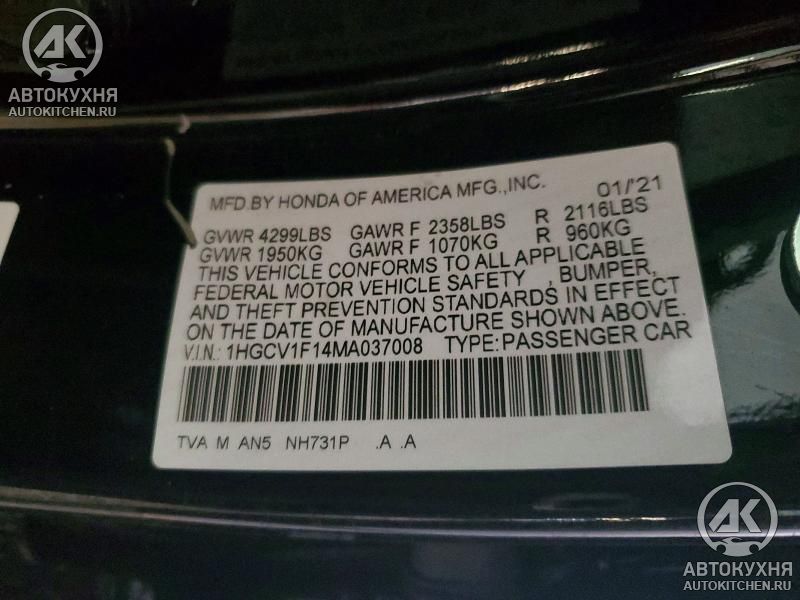 AK
АВТОКУХНЯ
AUTOKITCHEN.RU
MFD.BY HONDA OF AMERICA MFG.,INC. 01/'21
GVWR 4299LBS GAWR F 2358LBS R 2116LBS
GVWR 1950KG GAWR F 1070KG R 960KG
THIS VEHICLE CONFORMS TO ALL APPLICABLE
FEDERAL MOTOR VEHICLE SAFETY , BUMPER,
AND THEFT PREVENTION STANDARDS IN EFFECT
ON THE DATE OF MANUFACTURE SHOWN ABOVE.
V.I.N.: 1HGCV1F14MA037008 TYPE:PASSENGER CAR
TVA M AN5 NH731P .A .A
AK
АВТОКУХНЯ
AUTOKITCHEN.RU